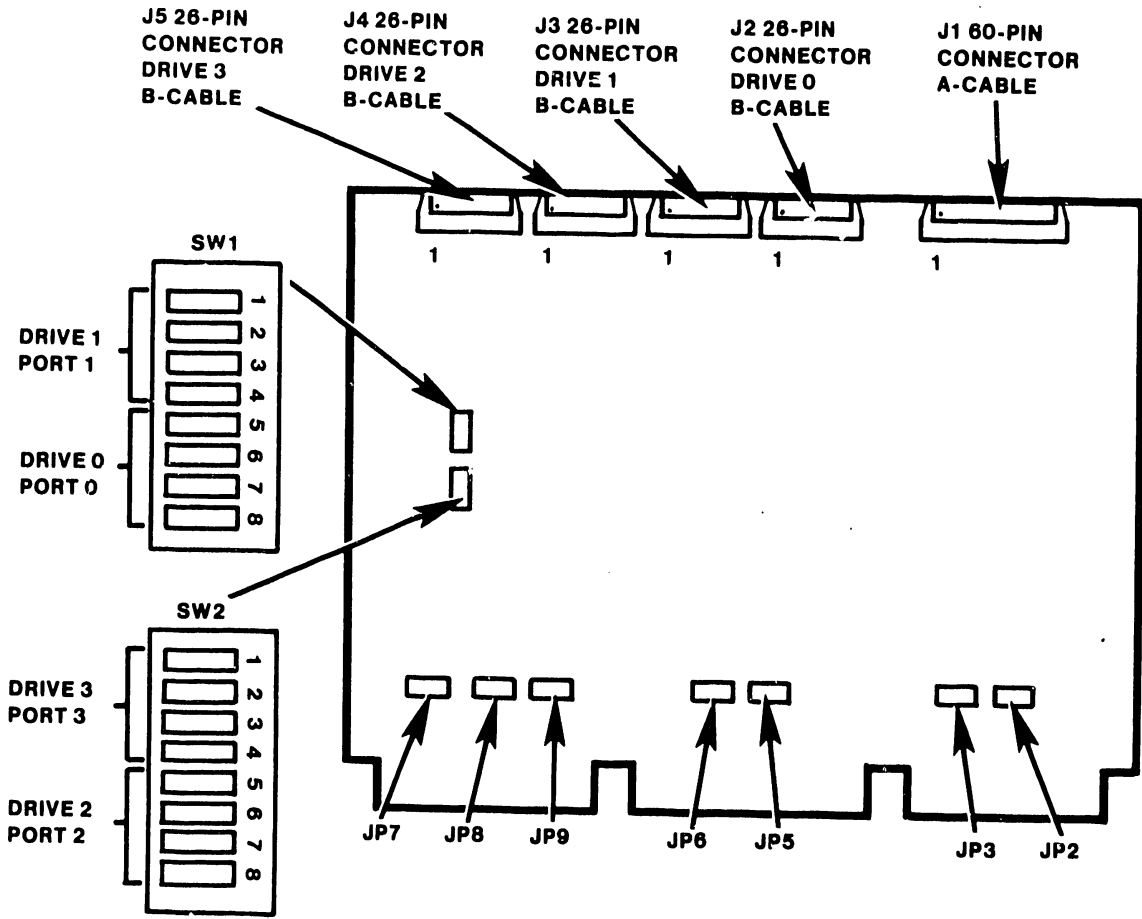 J5 26-PIN
CONNECTOR
DRIVE 3
B-CABLE
J4 26-PIN
CONNECTOR
DRIVE 2
B-CABLE
J3 26-PIN
CONNECTOR
DRIVE 1
B-CABLE
J2 26-PIN
CONNECTOR
DRIVE 0
B-CABLE
J1 60-PIN
CONNECTOR
A-CABLE
1
1
1
1
1
SW1
DRIVE 1
PORT 1
DRIVE 0
PORT 0
1
2
3
4
5
6
7
8
SW2
DRIVE 3
PORT 3
DRIVE 2
PORT 2
1
2
3
4
5
6
7
8
JP7
JP8
JP9
JP6
JP5
JP3
JP2